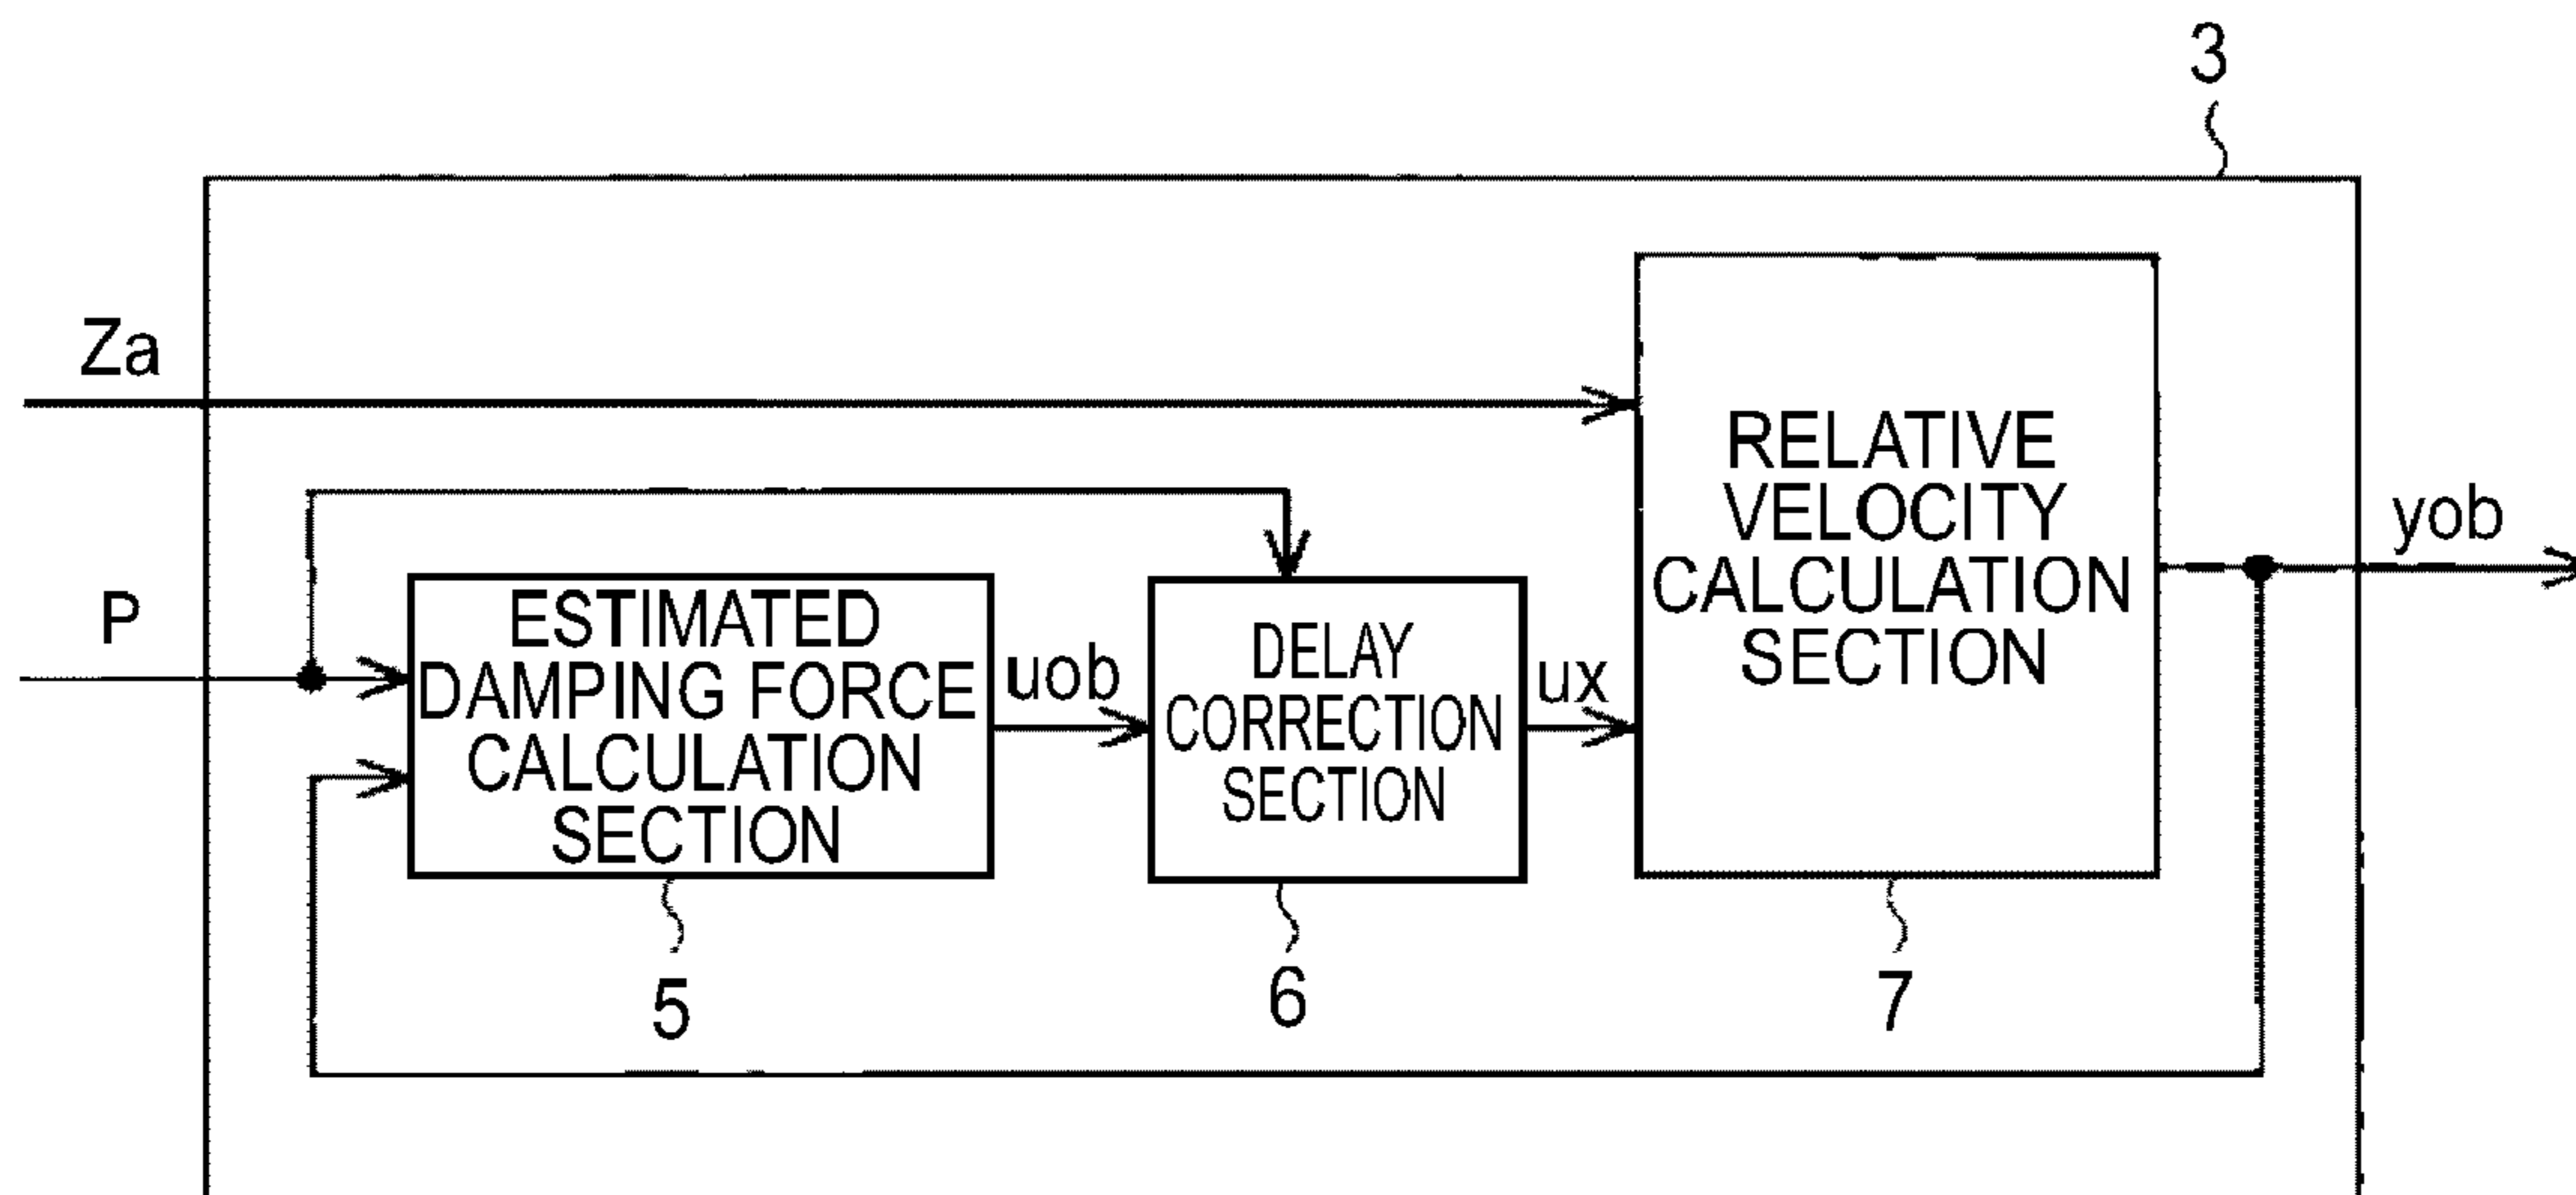 3
Za
RELATIVE
VELOCITY
CALCULATION
SECTION
yob
P
ESTIMATED
DAMPING FORCE
CALCULATION
SECTION
uob
DELAY
CORRECTION
SECTION
ux
5
6
7